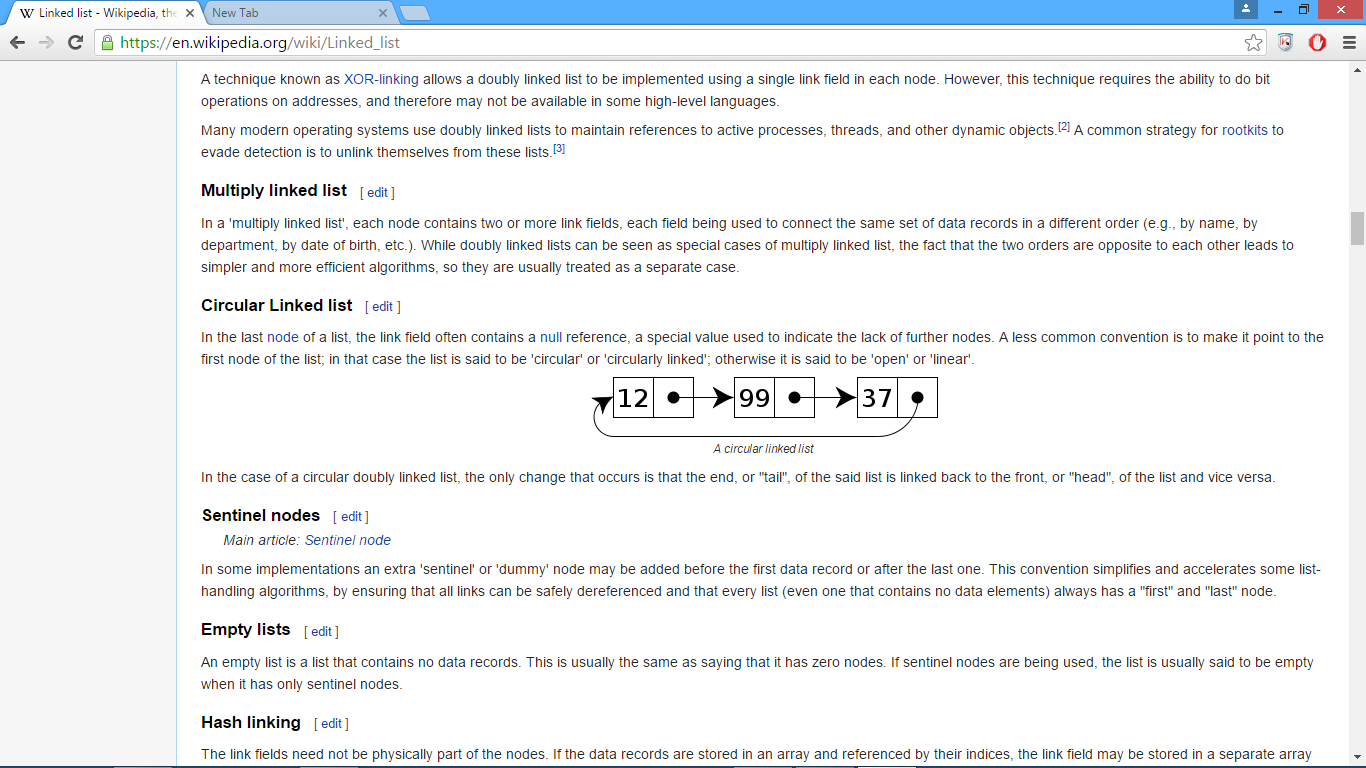 Linked list - Wikipedia, the
New Tab
https://en.wikipedia.org/wiki/Linked_list
A technique known as XOR-linking allows a doubly linked list to be implemented using a single link field in each node. However, this technique requires the ability to do bit
operations on addresses, and therefore may not be available in some high-level languages.
Many modern operating systems use doubly linked lists to maintain references to active processes, threads, and other dynamic objects.[2] A common strategy for rootkits to
evade detection is to unlink themselves from these lists.[3]
Multiply linked list [ edit ]
In a 'multiply linked list', each node contains two or more link fields, each field being used to connect the same set of data records in a different order (e.g., by name, by
department, by date of birth, etc.). While doubly linked lists can be seen as special cases of multiply linked list, the fact that the two orders are opposite to each other leads to
simpler and more efficient algorithms, so they are usually treated as a separate case.
Circular Linked list [ edit ]
In the last node of a list, the link field often contains a null reference, a special value used to indicate the lack of further nodes. A less common convention is to make it point to the
first node of the list; in that case the list is said to be 'circular' or 'circularly linked'; otherwise it is said to be 'open' or 'linear'.
12 99 37
A circular linked list
In the case of a circular doubly linked list, the only change that occurs is that the end, or "tail", of the said list is linked back to the front, or "head", of the list and vice versa.
Sentinel nodes [ edit ]
Main article: Sentinel node
In some implementations an extra 'sentinel' or 'dummy' node may be added before the first data record or after the last one. This convention simplifies and accelerates some list-
handling algorithms, by ensuring that all links can be safely dereferenced and that every list (even one that contains no data elements) always has a "first" and "last" node.
Empty lists [ edit ]
An empty list is a list that contains no data records. This is usually the same as saying that it has zero nodes. If sentinel nodes are being used, the list is usually said to be empty
when it has only sentinel nodes.
Hash linking [ edit ]
The link fields need not be physically part of the nodes. If the data records are stored in an array and referenced by their indices, the link field may be stored in a separate array